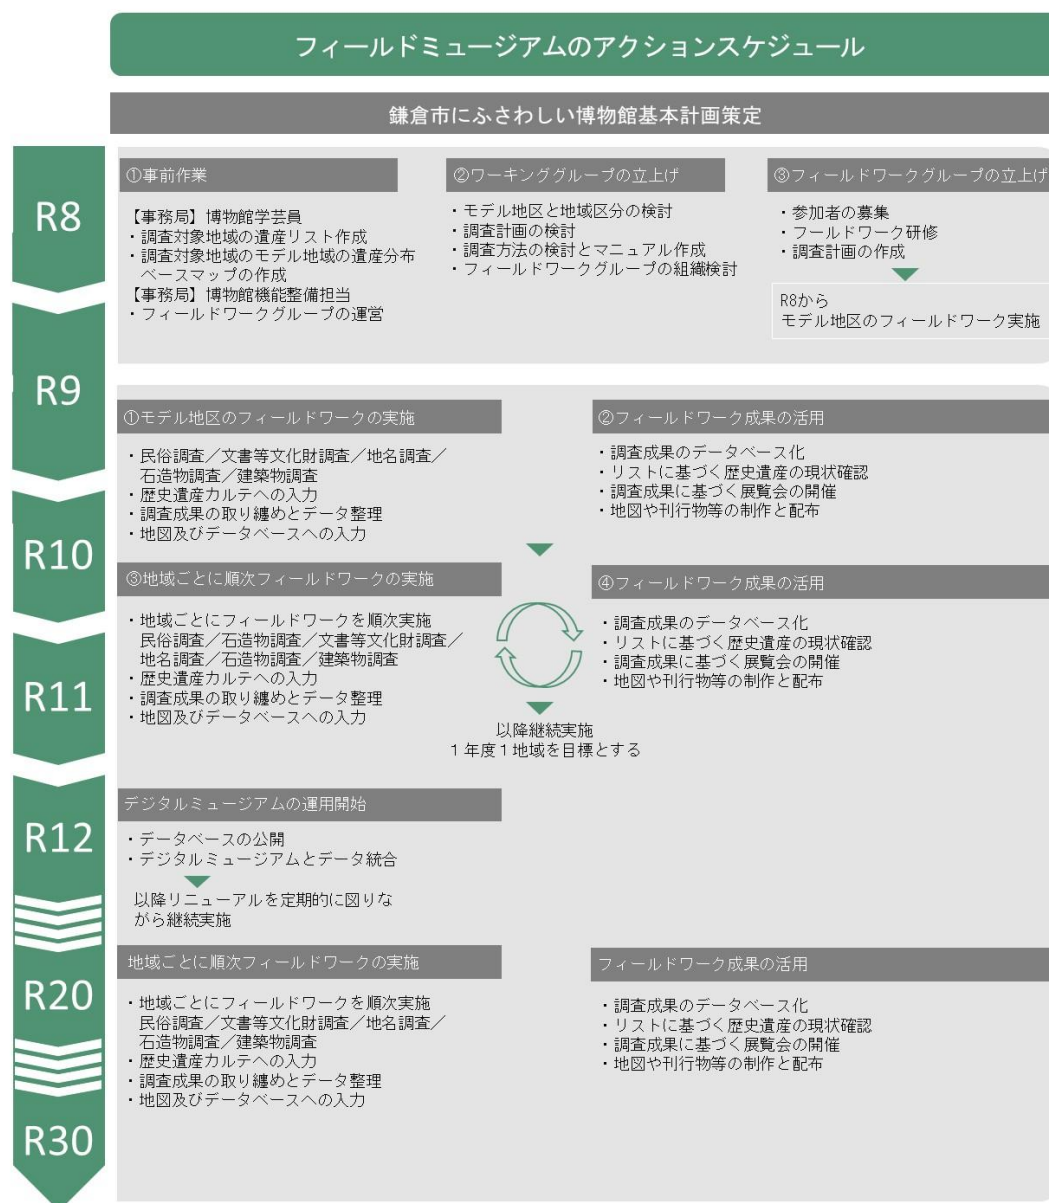 フィールドミュージアムのアクションスケジュール
鎌倉市にふさわしい博物館基本計画策定
R8
①事前作業
【事務局】博物館学芸員
・調査対象地域の遺産リスト作成
・調査対象地域のモデル地域の遺産分布
ベースマップの作成
【事務局】博物館機能整備担当
・フィールドワークグループの運営
②ワーキンググループの立上げ
・モデル地区と地域区分の検討
・調査計画の検討
・調査方法の検討とマニュアル作成
・フィールドワークグループの組織検討
③フィールドワークグループの立上げ
・参加者の募集
・フールドワーク研修
・調査計画の作成
R8から
モデル地区のフィールドワーク実施
R9
①モデル地区のフィールドワークの実施
・民俗調査／文書等文化財調査／地名調査／
石造物調査／建築物調査
・歴史遺産カルテへの入力
・調査成果の取り纏めとデータ整理
・地図及びデータベースへの入力
②フィールドワーク成果の活用
・調査成果のデータベース化
・リストに基づく歴史遺産の現状確認
・調査成果に基づく展覧会の開催
・地図や刊行物等の制作と配布
R10
③地域ごとに順次フィールドワークの実施
・地域ごとにフィールドワークを順次実施
民俗調査／石造物調査／文書等文化財調査／
地名調査／石造物調査／建築物調査
・歴史遺産カルテへの入力
・調査成果の取り纏めとデータ整理
・地図及びデータベースへの入力
④フィールドワーク成果の活用
・調査成果のデータベース化
・リストに基づく歴史遺産の現状確認
・調査成果に基づく展覧会の開催
・地図や刊行物等の制作と配布
R11
以降継続実施
１年度１地域を目標とする
R12
デジタルミュージアムの運用開始
・データベースの公開
・デジタルミュージアムとデータ統合
以降リニューアルを定期的に図りな
がら継続実施
R20
地域ごとに順次フィールドワークの実施
・地域ごとにフィールドワークを順次実施
民俗調査／文書等文化財調査／地名調査／
石造物調査／建築物調査
・歴史遺産カルテへの入力
・調査成果の取り纏めとデータ整理
・地図及びデータベースへの入力
フィールドワーク成果の活用
・調査成果のデータベース化
・リストに基づく歴史遺産の現状確認
・調査成果に基づく展覧会の開催
・地図や刊行物等の制作と配布
R30